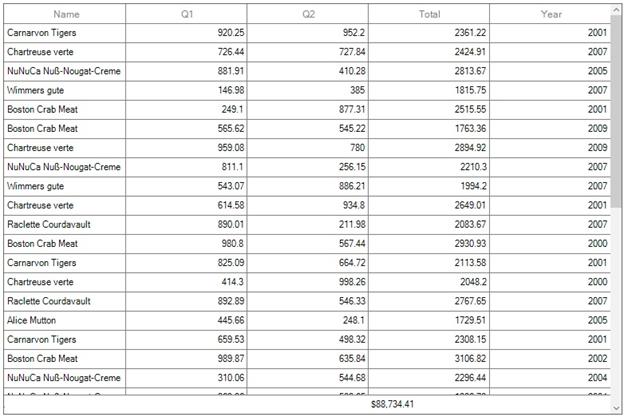 Name Q1 Q2 Total Year
Carnarvon Tigers 920.25 952.2 2361.22 2001
Chartreuse verte 726.44 727.84 2424.91 2007
NuNuCa Nuß-Nougat-Creme 881.91 410.28 2813.67 2005
Wimmers gute 146.98 385 1815.75 2007
Boston Crab Meat 249.1 877.31 2515.55 2001
Boston Crab Meat 565.62 545.22 1763.36 2009
Chartreuse verte 959.08 780 2894.92 2009
NuNuCa Nuß-Nougat-Creme 811.1 256.15 2210.3 2007
Wimmers gute 543.07 886.21 1994.2 2007
Chartreuse verte 614.58 934.8 2649.01 2001
Raclette Courdavault 890.01 211.98 2083.67 2007
Boston Crab Meat 980.8 567.44 2930.93 2000
Carnarvon Tigers 825.09 664.72 2113.58 2001
Chartreuse verte 414.3 998.26 2048.2 2000
Raclette Courdavault 892.89 546.33 2767.65 2007
Alice Mutton 445.66 248.1 1729.51 2005
Carnarvon Tigers 659.53 498.32 2308.15 2001
Boston Crab Meat 989.87 635.84 3106.82 2002
NuNuCa Nuß-Nougat-Creme 310.06 544.68 2296.44 2004
$88,734.41